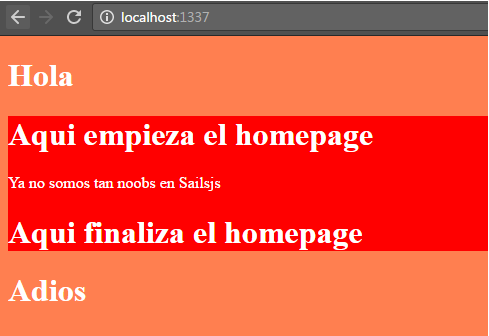 localhost:1337
Hola
Aqui empieza el homepage
Ya no somos tan noobs en Sailsjs
Aqui finaliza el homepage
Adios